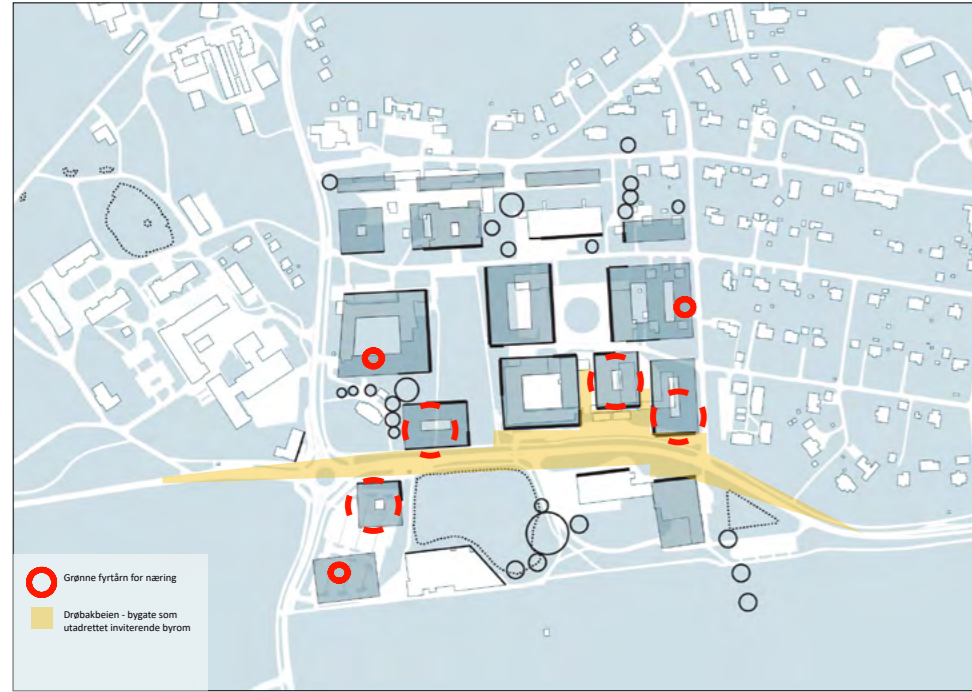 Grønne fyrtårn for næring
Drøbakbeien - bygate som
utadrettet inviterende byrom